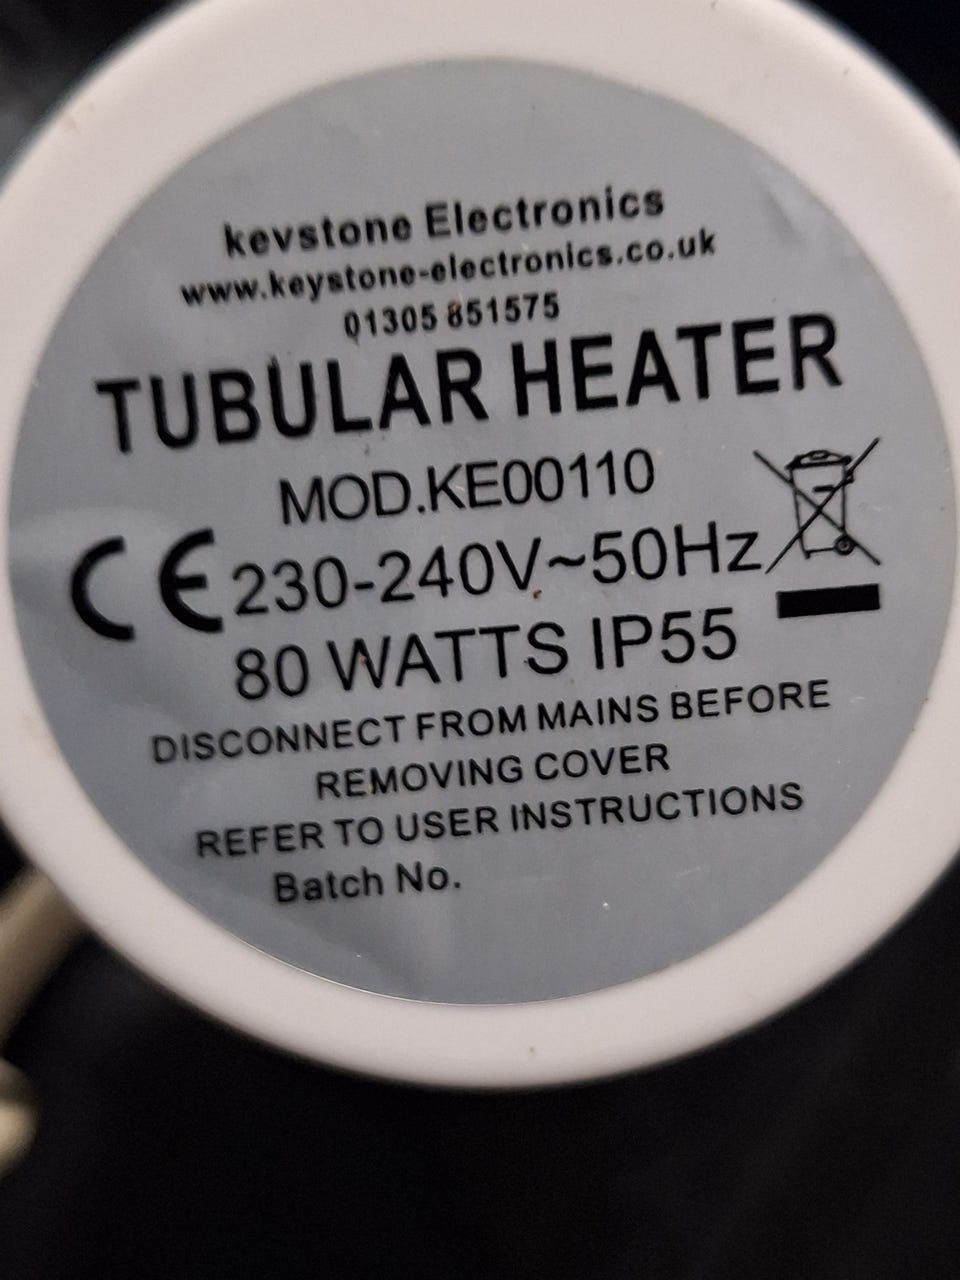 kevstone Electronics
www.keystone-electronics.co.uk
01305 851575
TUBULAR HEATER
MOD.KE00110
CE 230-240V~50Hz
80 WATTS IP55
DISCONNECT FROM MAINS BEFORE
REMOVING COVER
REFER TO USER INSTRUCTIONS
Batch No.